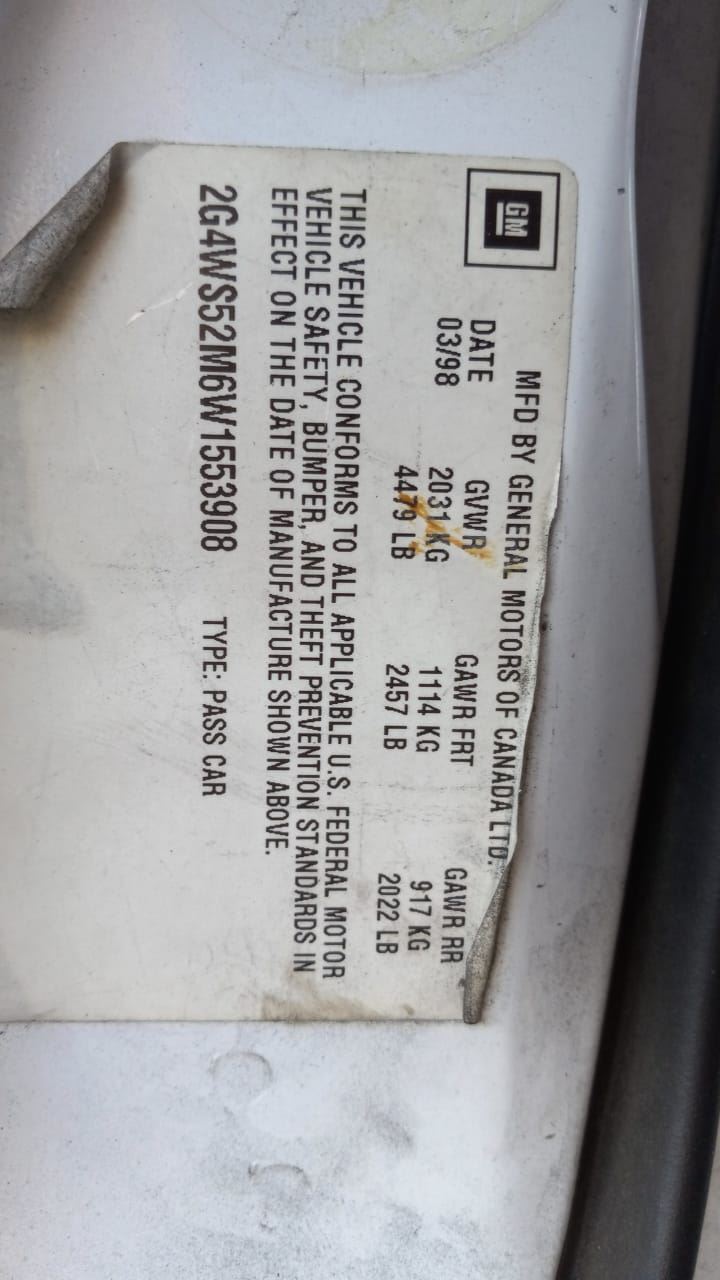 GM
MFD BY GENERAL MOTORS OF CANADA LTD.
DATE GVWR GAWR FRT GAWR RR
03/98 2031 KG 1114 KG 917 KG
4479 LB 2457 LB 2022 LB
THIS VEHICLE CONFORMS TO ALL APPLICABLE U.S. FEDERAL MOTOR
VEHICLE SAFETY, BUMPER, AND THEFT PREVENTION STANDARDS IN
EFFECT ON THE DATE OF MANUFACTURE SHOWN ABOVE.
2G4WS52M6W1553908 TYPE: PASS CAR